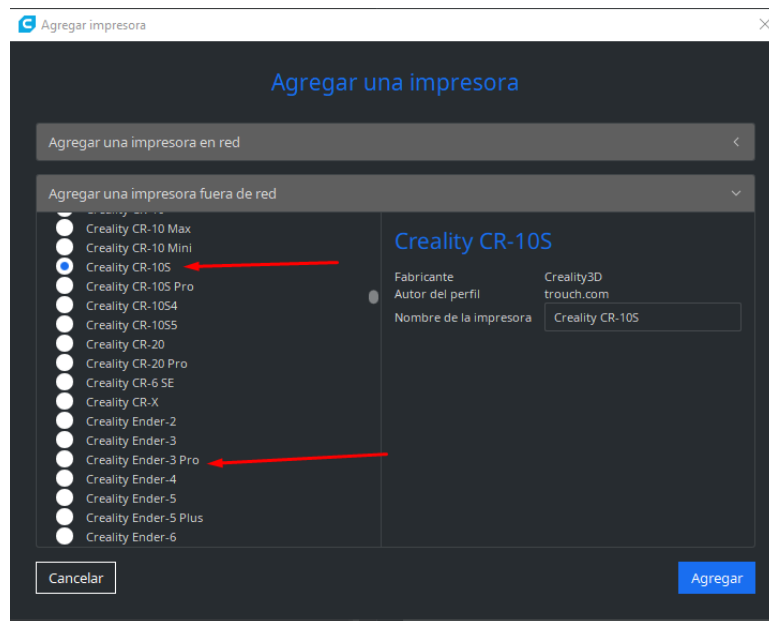 Agregar impresora
Agregar una impresora
Agregar una impresora en red
Agregar una impresora fuera de red
Creality CR-10 Max
Creality CR-10 Mini
Creality CR-10S
Creality CR-10S Pro
Creality CR-10S4
Creality CR-10S5
Creality CR-20
Creality CR-20 Pro
Creality CR-6 SE
Creality CR-X
Creality Ender-2
Creality Ender-3
Creality Ender-3 Pro
Creality Ender-4
Creality Ender-5
Creality Ender-5 Plus
Creality Ender-6
Creality CR-10S
Fabricante Creality3D
Autor del perfil trouch.com
Nombre de la impresora Creality CR-10S
Cancelar
Agregar